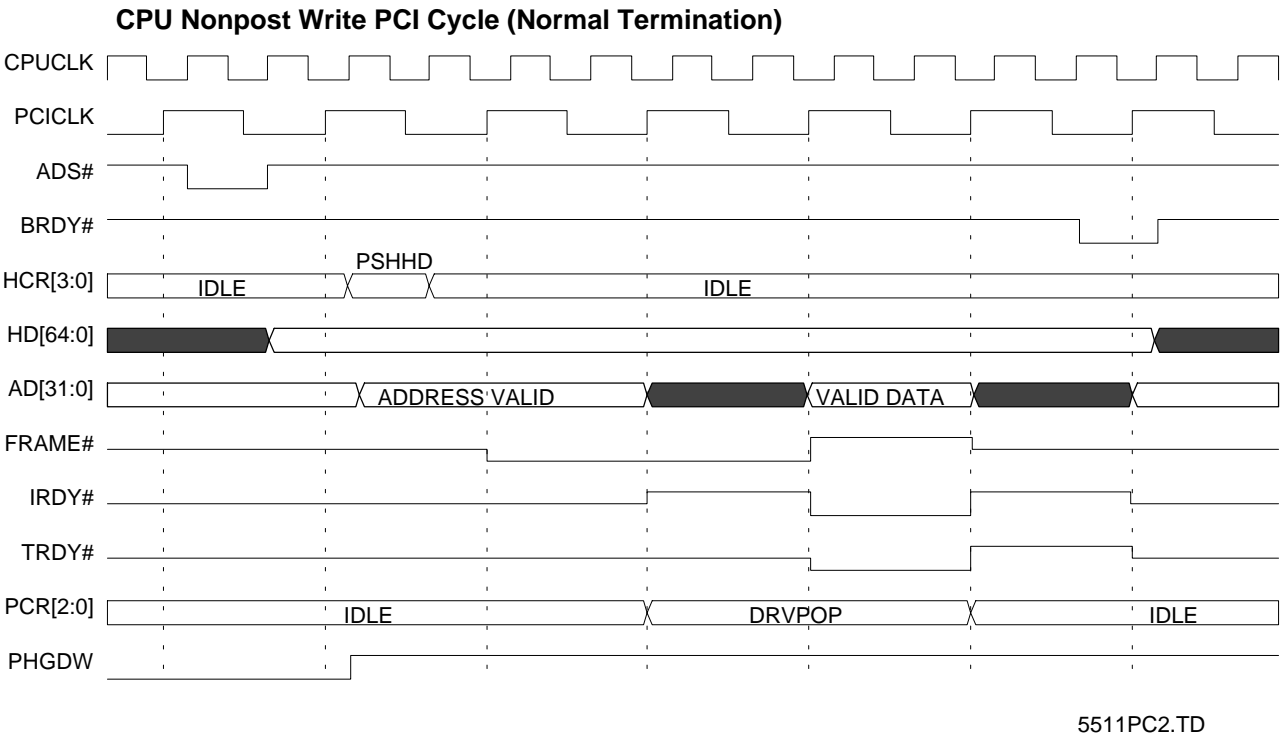 CPU Nonpost Write PCI Cycle (Normal Termination)
CPUCLK
PCICLK
ADS#
BRDY#
PSHHD
HCR[3:0] IDLE IDLE
HD[64:0]
AD[31:0] ADDRESS VALID VALID DATA
FRAME#
IRDY#
TRDY#
PCR[2:0] IDLE DRVPOP IDLE
PHGDW
5511PC2.TD